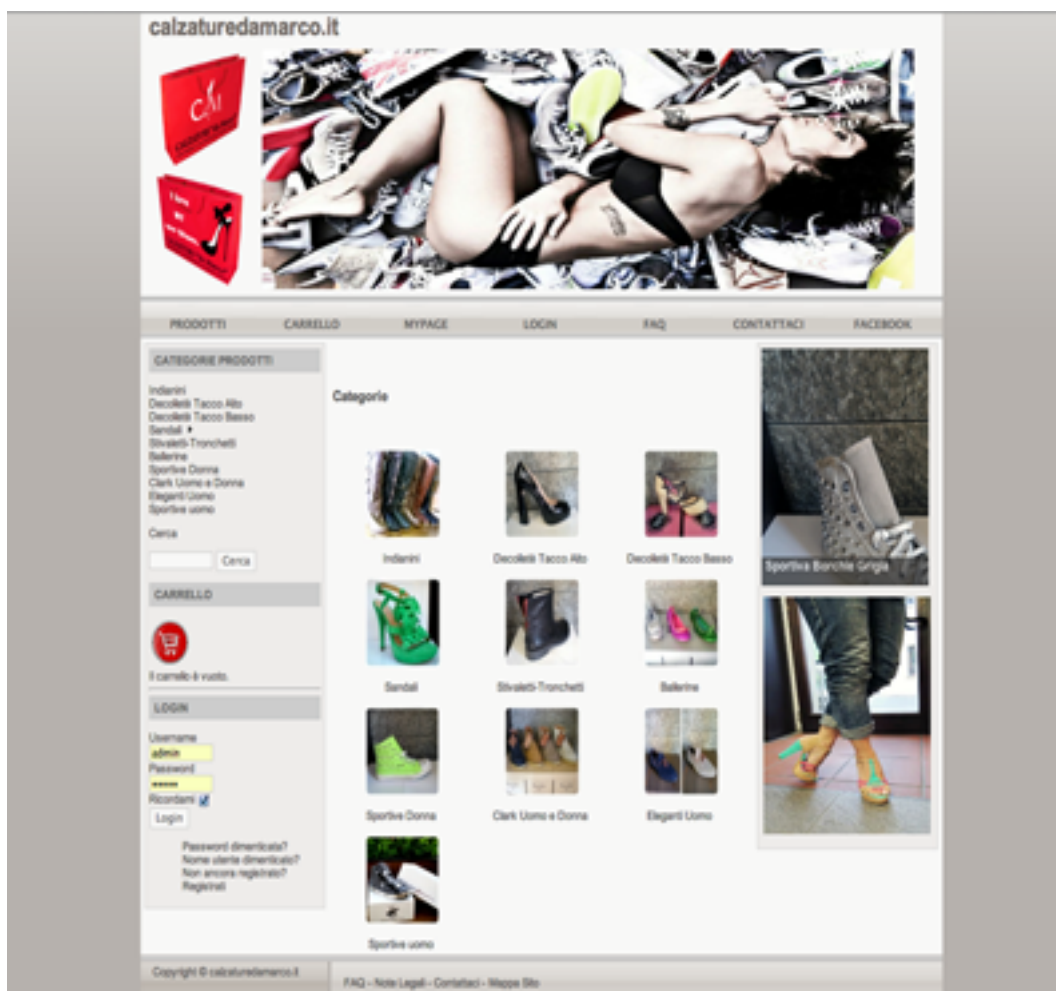 calzaturedamarco.it
CM
I love
MY
PRODOTTI CARRELLO MYPAGE LOGIN FAQ CONTATTACI FACEBOOK
CATEGORIE PRODOTTI
Indianini
Decolletè Tacco Alto
Decolletè Tacco Basso
Sandali
Stivaletti-Tronchetti
Ballerine
Sportive Donna
Clark Uomo e Donna
Eleganti Uomo
Sportive uomo
Cerca
Cerca
CARRELLO
Il carrello è vuoto.
LOGIN
Username
admin
Password
Ricordami
Login
Password dimenticata?
Nome utente dimenticato?
Non ancora registrato?
Registrati
Categorie
Indianini Decolletè Tacco Alto Decolletè Tacco Basso
Sandali Stivaletti-Tronchetti Ballerine
Sportive Donna Clark Uomo e Donna Eleganti Uomo
Sportive uomo
Sportiva Borchie Grigia
Copyright © calzaturedamarco.it
FAQ - Note Legali - Contattaci - Mappa Sito